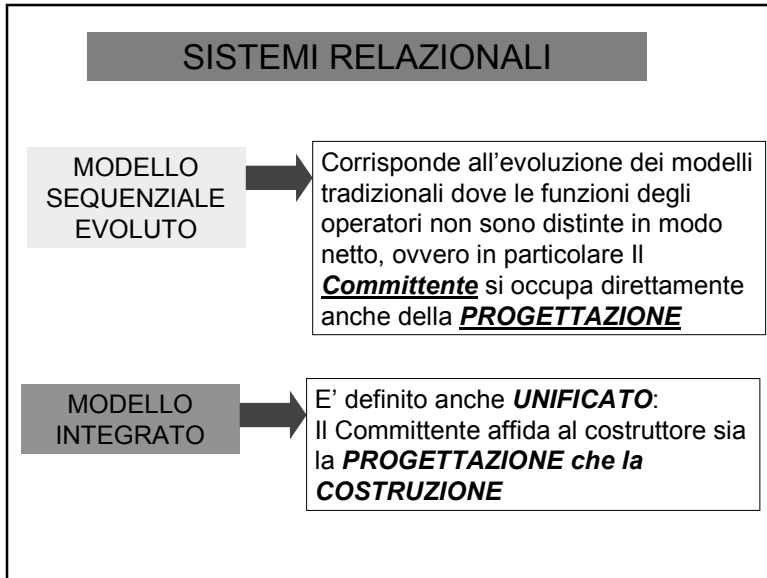 SISTEMI RELAZIONALI
MODELLO
SEQUENZIALE
EVOLUTO
Corrisponde all’evoluzione dei modelli
tradizionali dove le funzioni degli
operatori non sono distinte in modo
netto, ovvero in particolare Il
Committente si occupa direttamente
anche della PROGETTAZIONE
MODELLO
INTEGRATO
E’ definito anche UNIFICATO:
Il Committente affida al costruttore sia
la PROGETTAZIONE che la
COSTRUZIONE